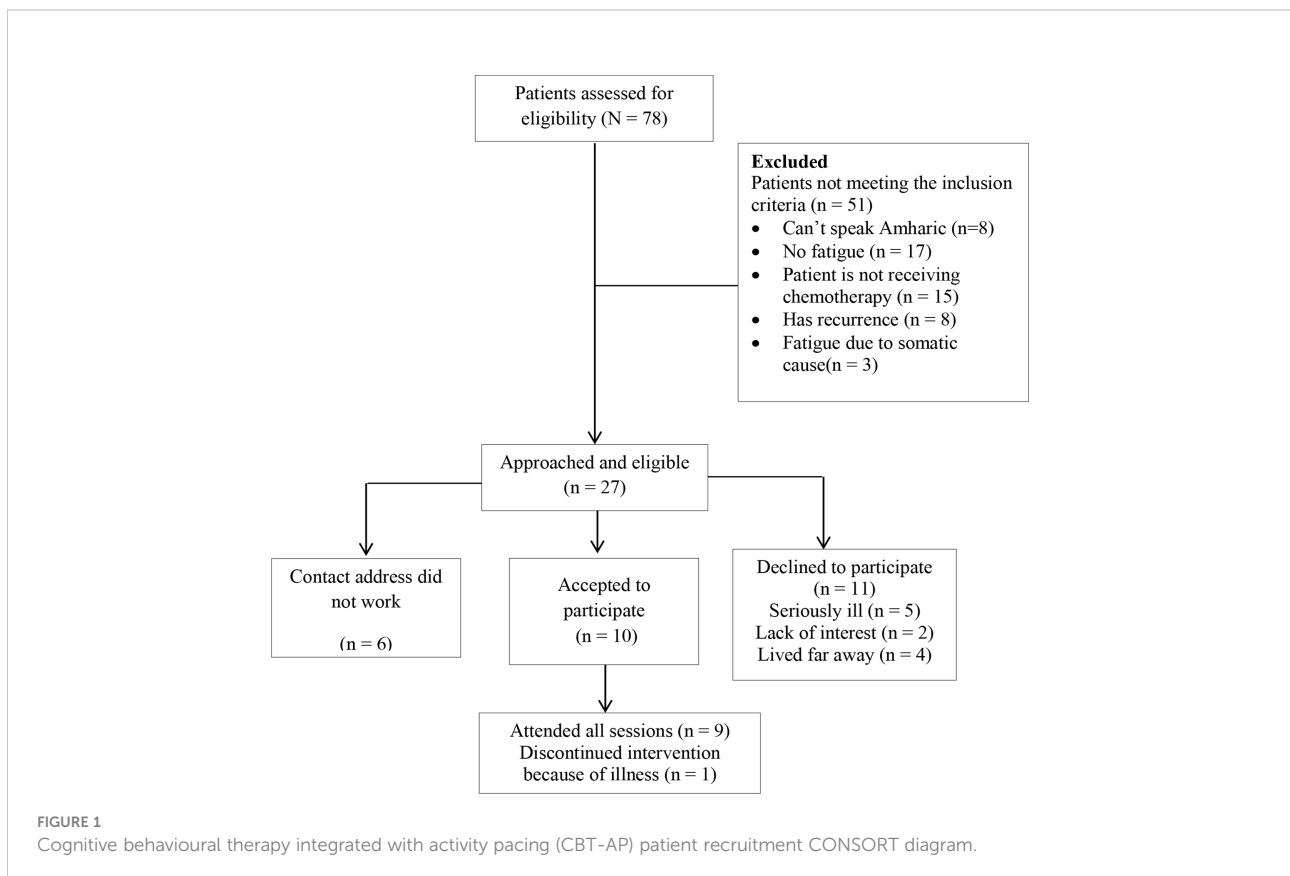 Patients assessed for
eligibility (N = 78)
Excluded
Patients not meeting the inclusion
criteria (n = 51)
• Can't speak Amharic (n=8)
• No fatigue (n = 17)
• Patient is not receiving
chemotherapy (n = 15)
• Has recurrence (n = 8)
• Fatigue due to somatic
cause(n = 3)
Approached and eligible
(n = 27)
Contact address did
not work
(n = 6)
Accepted to
participate
(n = 10)
Declined to participate
(n = 11)
Seriously ill (n = 5)
Lack of interest (n = 2)
Lived far away (n = 4)
Attended all sessions (n = 9)
Discontinued intervention
because of illness (n = 1)
FIGURE 1
Cognitive behavioural therapy integrated with activity pacing (CBT-AP) patient recruitment CONSORT diagram.